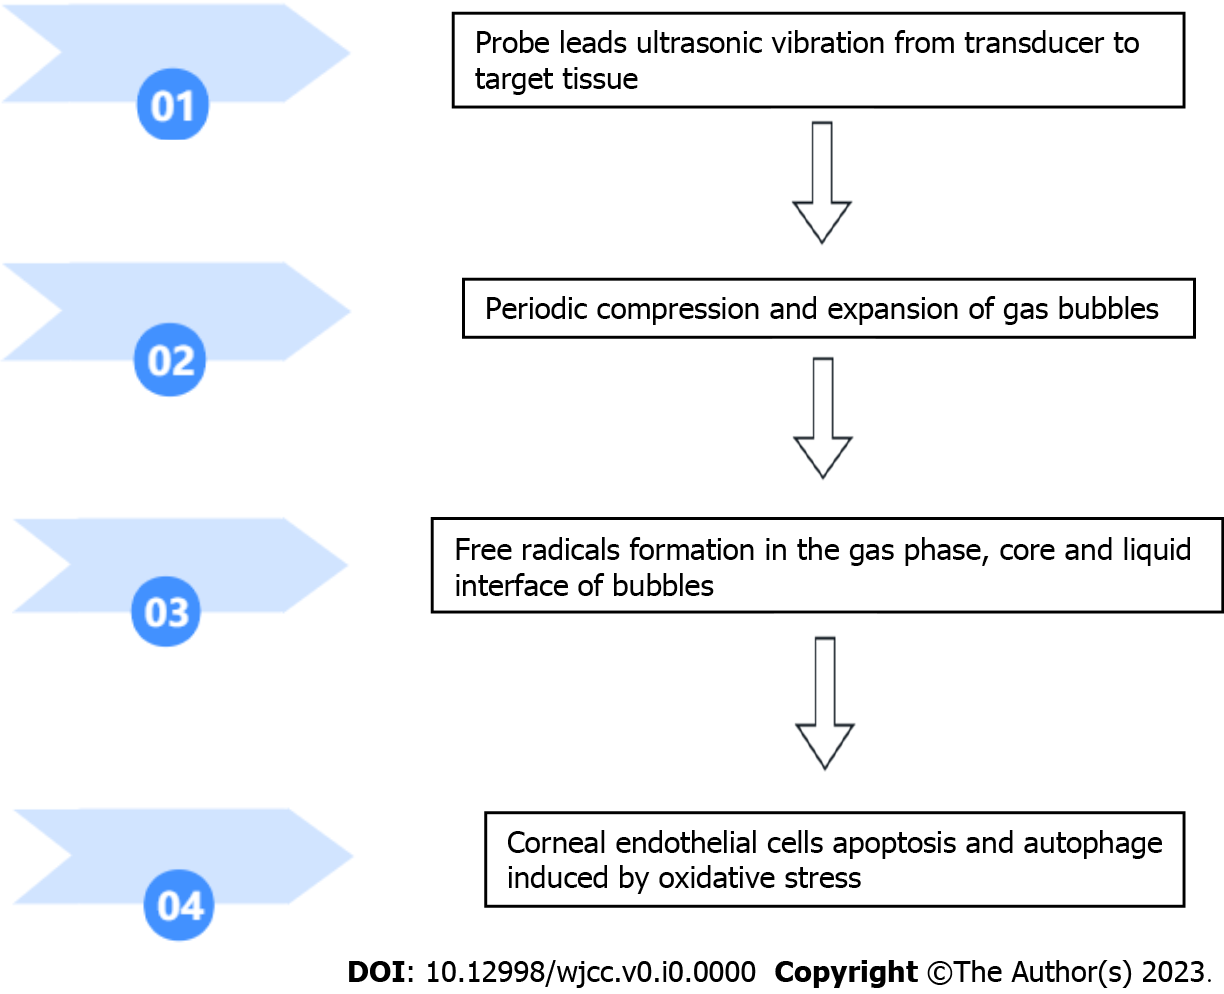 01
Probe leads ultrasonic vibration from transducer to
target tissue
02
Periodic compression and expansion of gas bubbles
03
Free radicals formation in the gas phase, core and liquid
interface of bubbles
04
Corneal endothelial cells apoptosis and autophage
induced by oxidative stress
DOI: 10.12998/wjcc.v0.i0.0000 Copyright ©The Author(s) 2023.